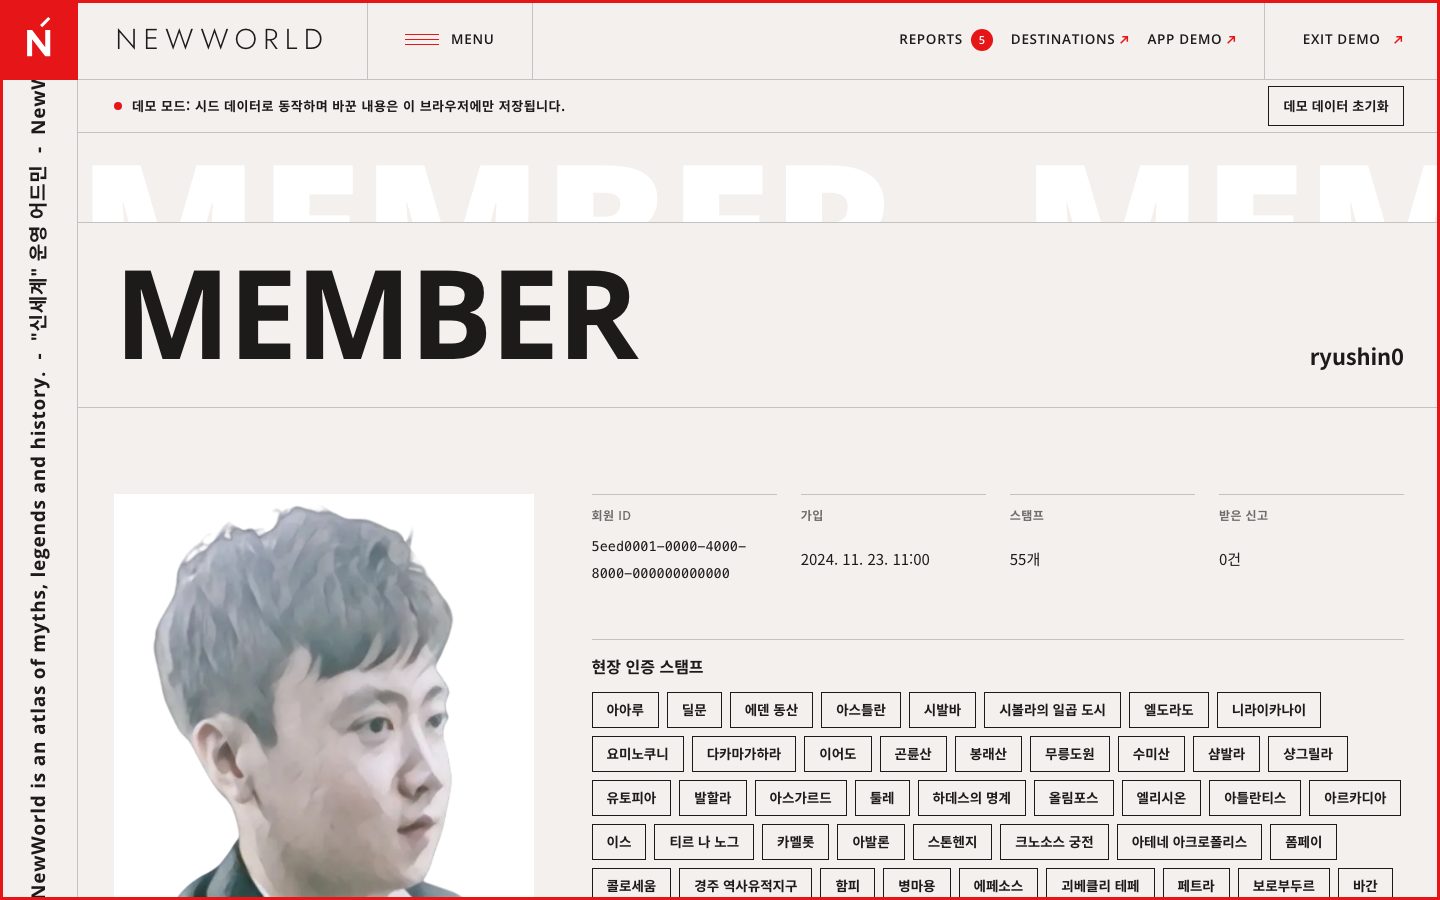 Ń
NEWWORLD
MENU
REPORTS 5
DESTINATIONS
APP DEMO
EXIT DEMO
NewWorld is an atlas of myths, legends and history. - "신세계" 운영 어드민 - NewW
데모 모드: 시드 데이터로 동작하며 바꾼 내용은 이 브라우저에만 저장됩니다.
데모 데이터 초기화
MEMBER MEM
MEMBER
ryushin0
회원 ID
5eed0001-0000-4000-
8000-000000000000
가입
2024. 11. 23. 11:00
스탬프
55개
받은 신고
0건
현장 인증 스탬프
아아루 딜문 에덴 동산 아스틀란 시발바 시볼라의 일곱 도시 엘도라도 니라이카나이
요미노쿠니 다카마가하라 이어도 곤륜산 봉래산 무릉도원 수미산 샴발라 샹그릴라
유토피아 발할라 아스가르드 툴레 하데스의 명계 올림포스 엘리시온 아틀란티스 아르카디아
이스 티르 나 노그 카멜롯 아발론 스톤헨지 크노소스 궁전 아테네 아크로폴리스 폼페이
콜로세움 경주 역사유적지구 함피 병마용 에페소스 괴베클리 테페 페트라 보로부두르 바간